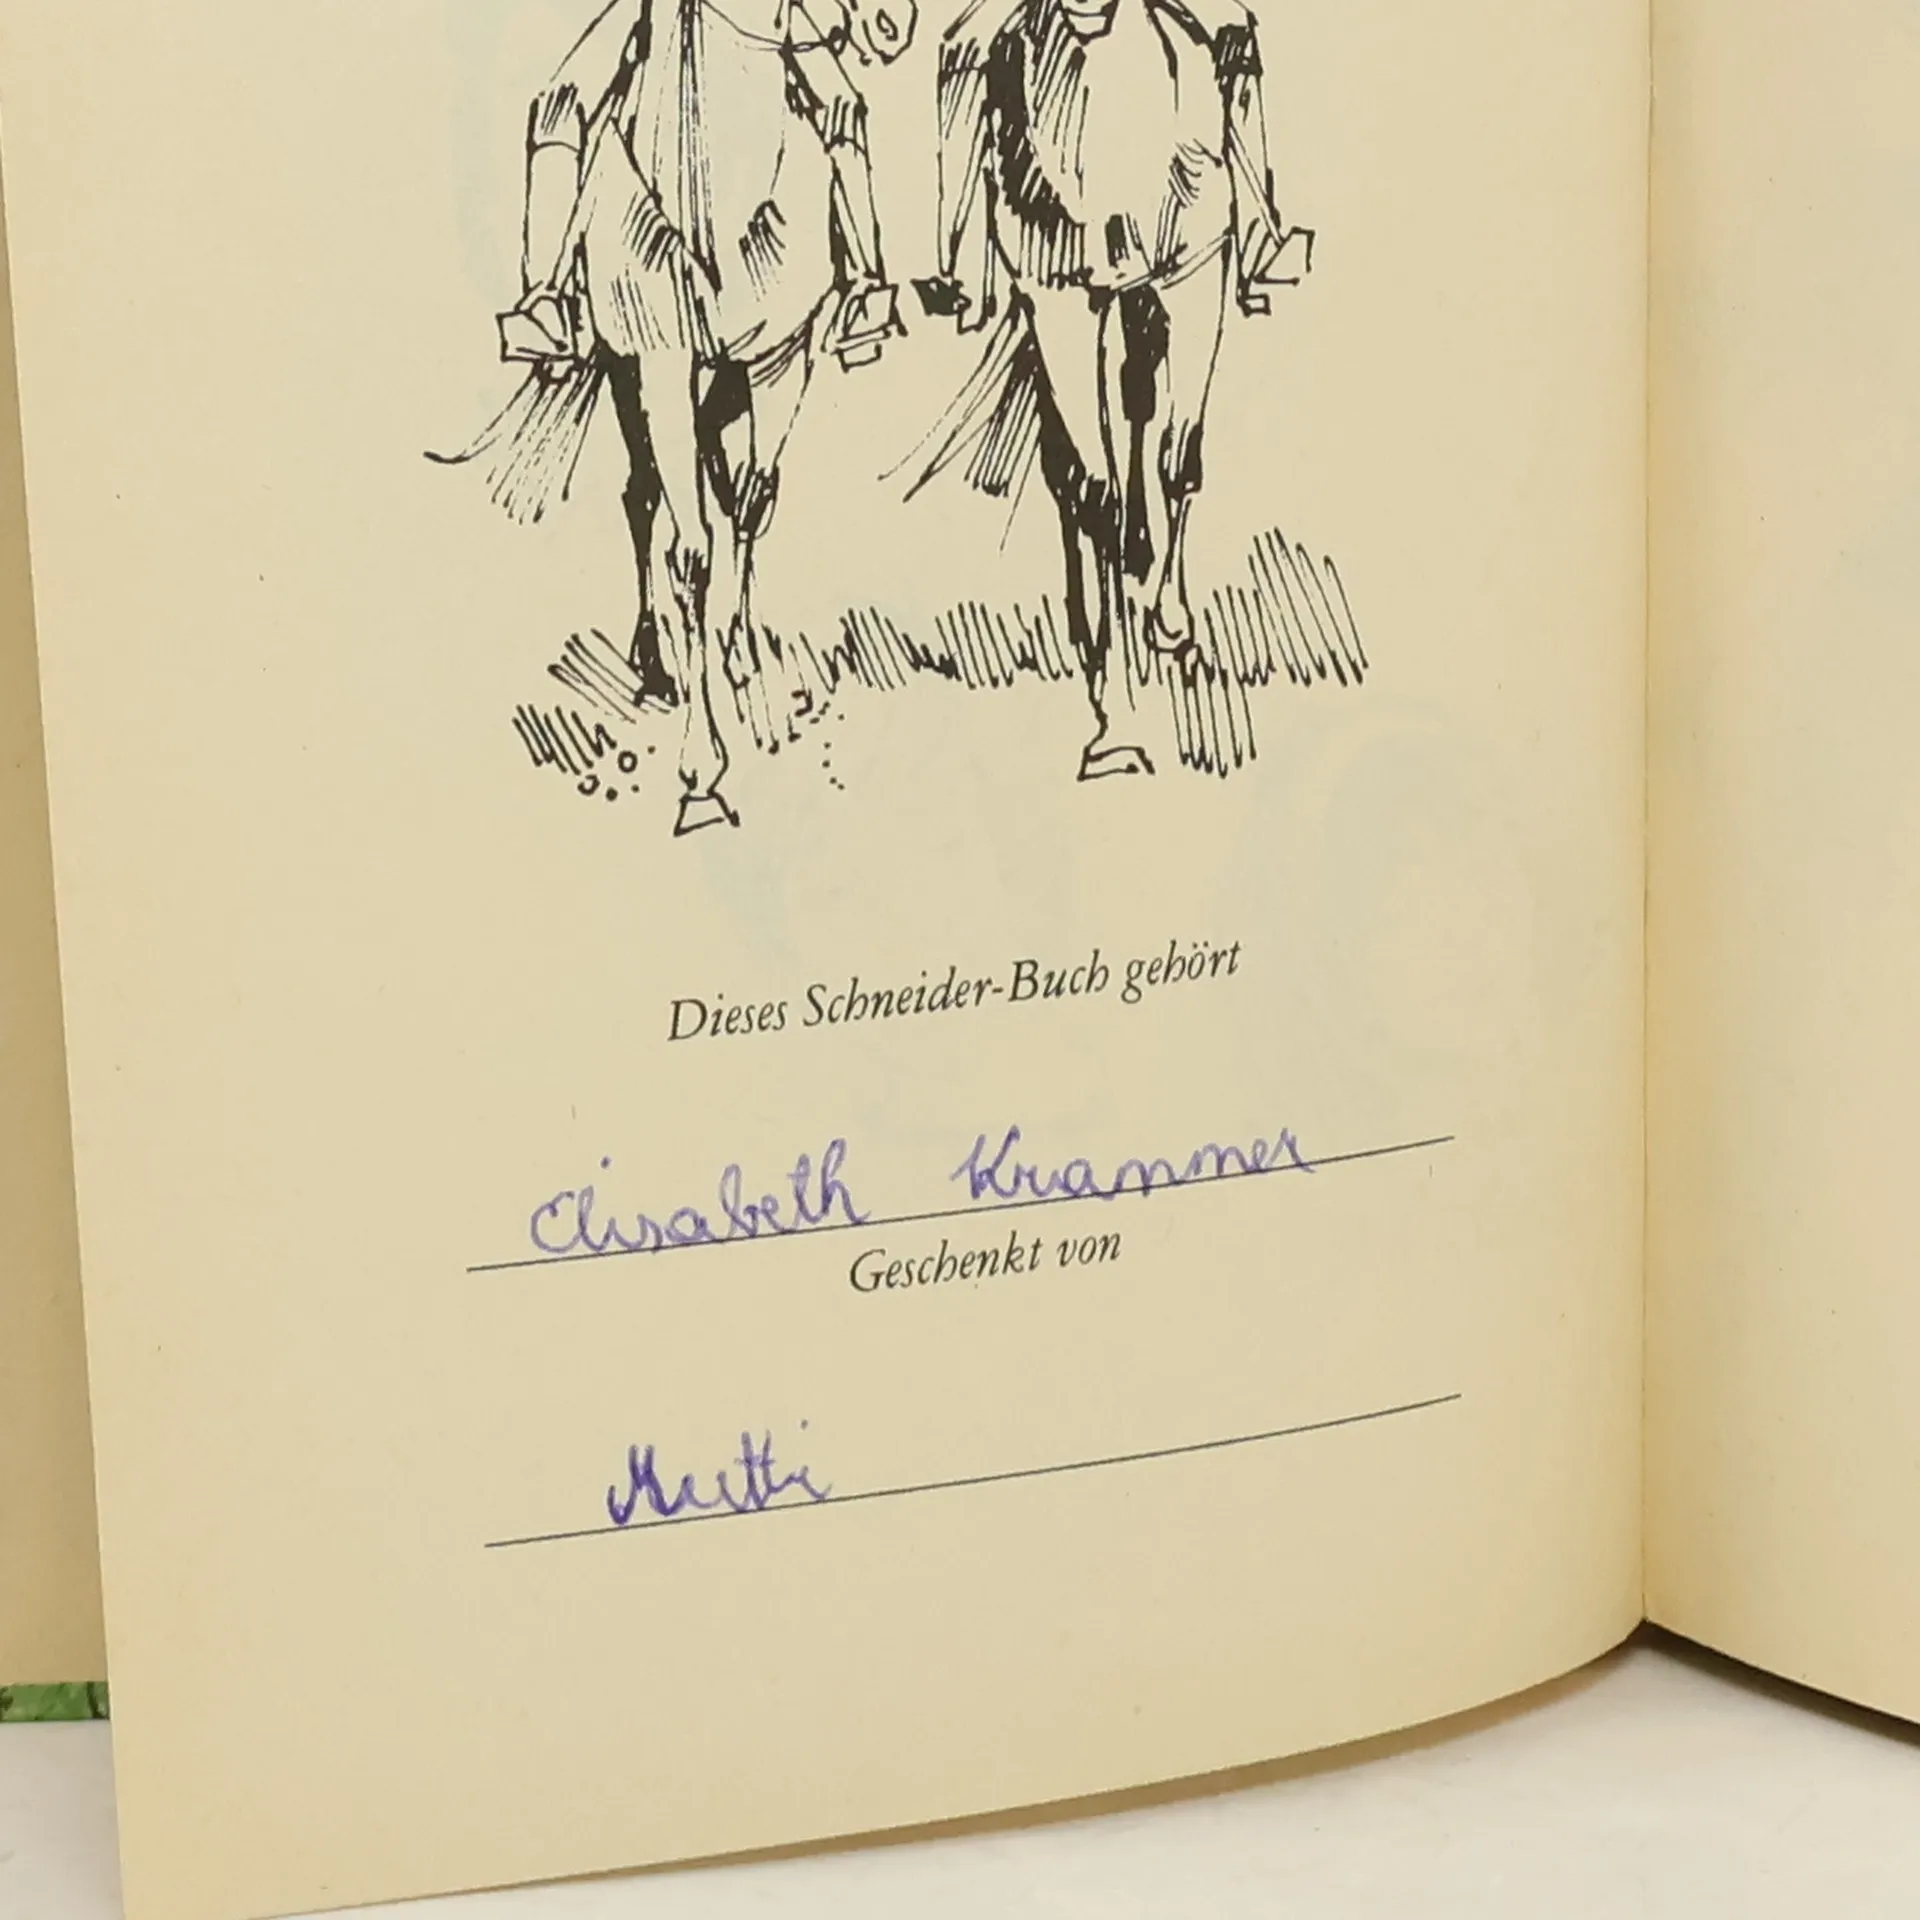 Dieses Schneider-Buch gehört
Elisabeth Krammer
Geschenkt von
Mutti